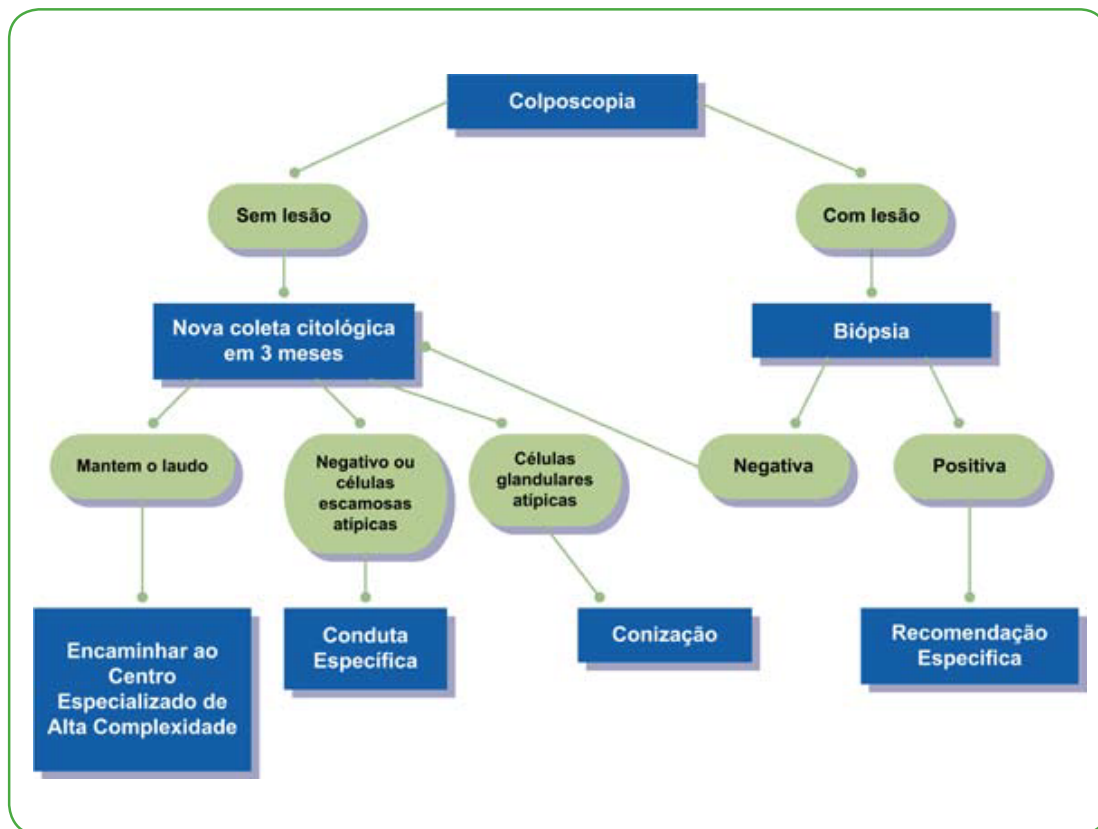 Colposcopia
Sem lesão
Com lesão
Nova coleta citológica
em 3 meses
Biópsia
Mantem o laudo
Negativo ou
células
escamosas
atípicas
Células
glandulares
atípicas
Negativa
Positiva
Encaminhar ao
Centro
Especializado de
Alta Complexidade
Conduta
Específica
Conização
Recomendação
Especifica